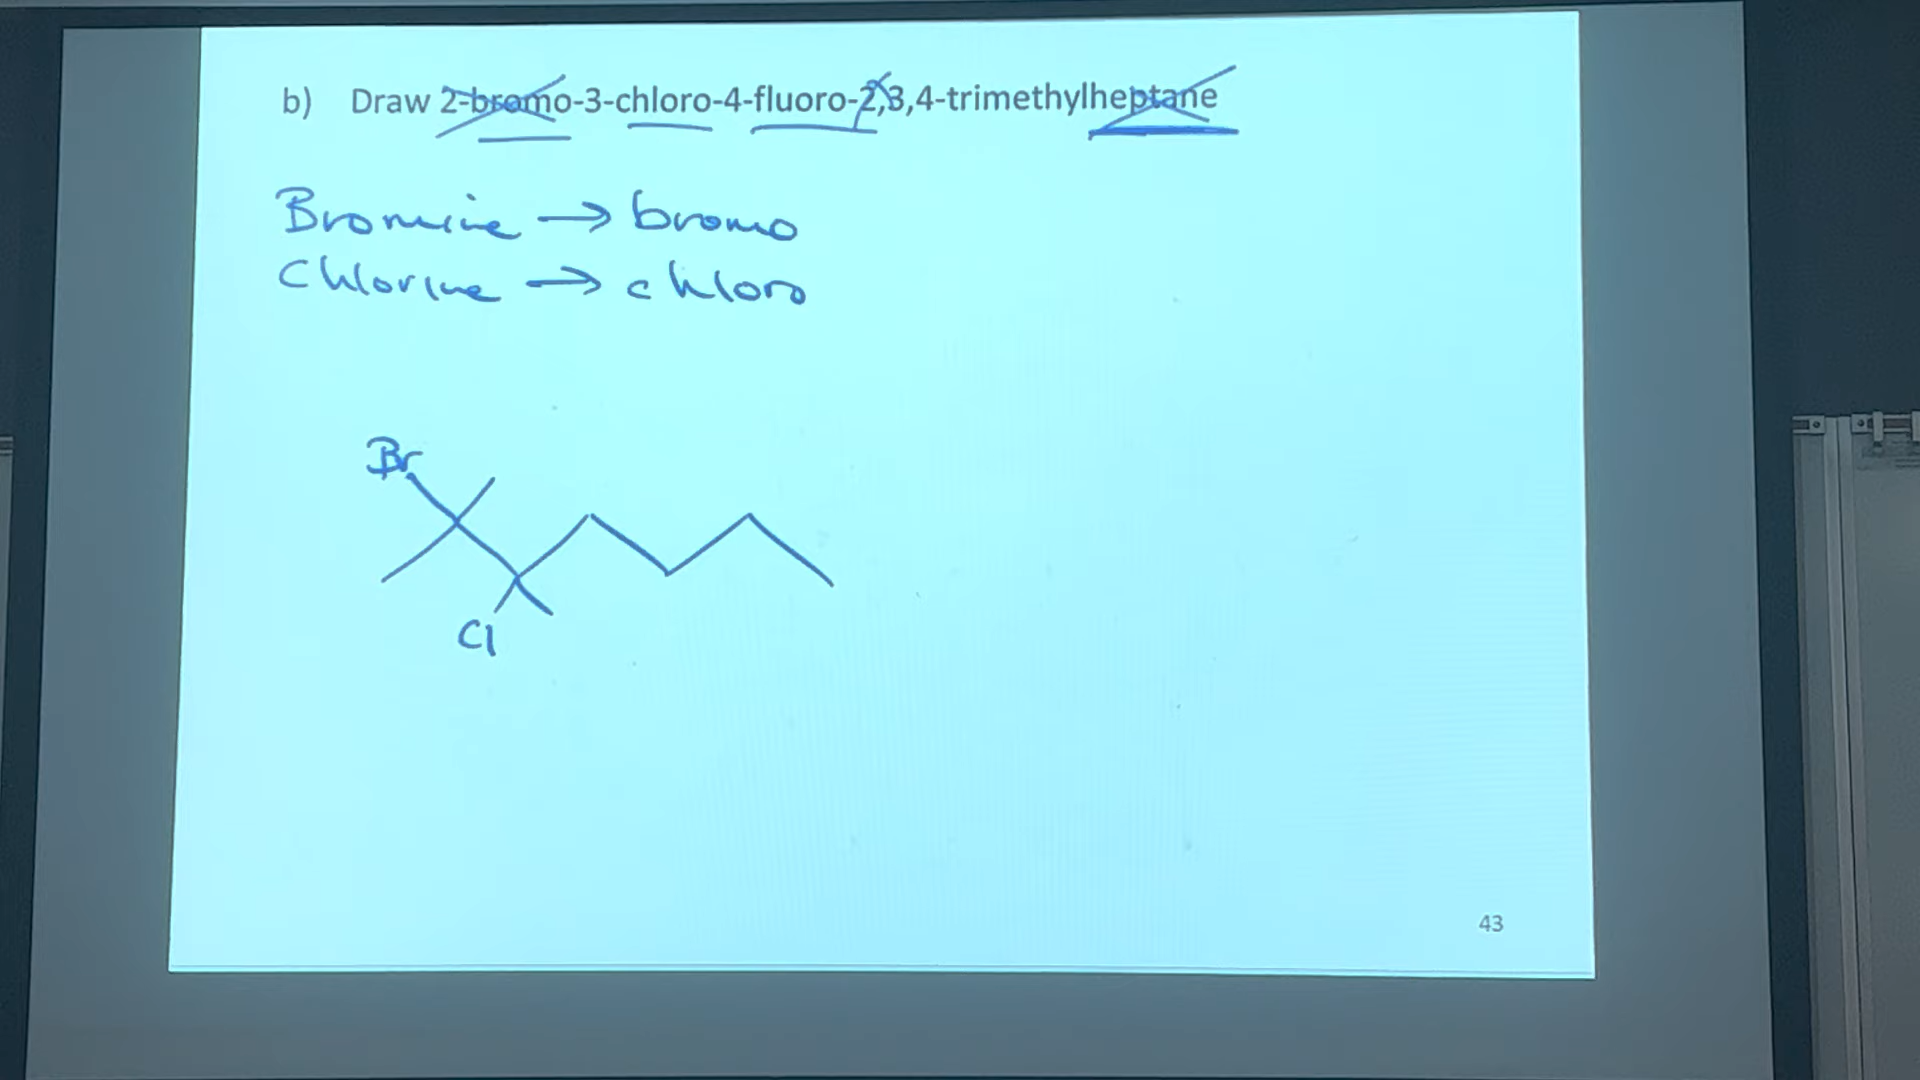 b) Draw 2-bromo-3-chloro-4-fluoro-2,3,4-trimethylheptane
Bromine → bromo
Chlorine → chloro
Br
Cl
43